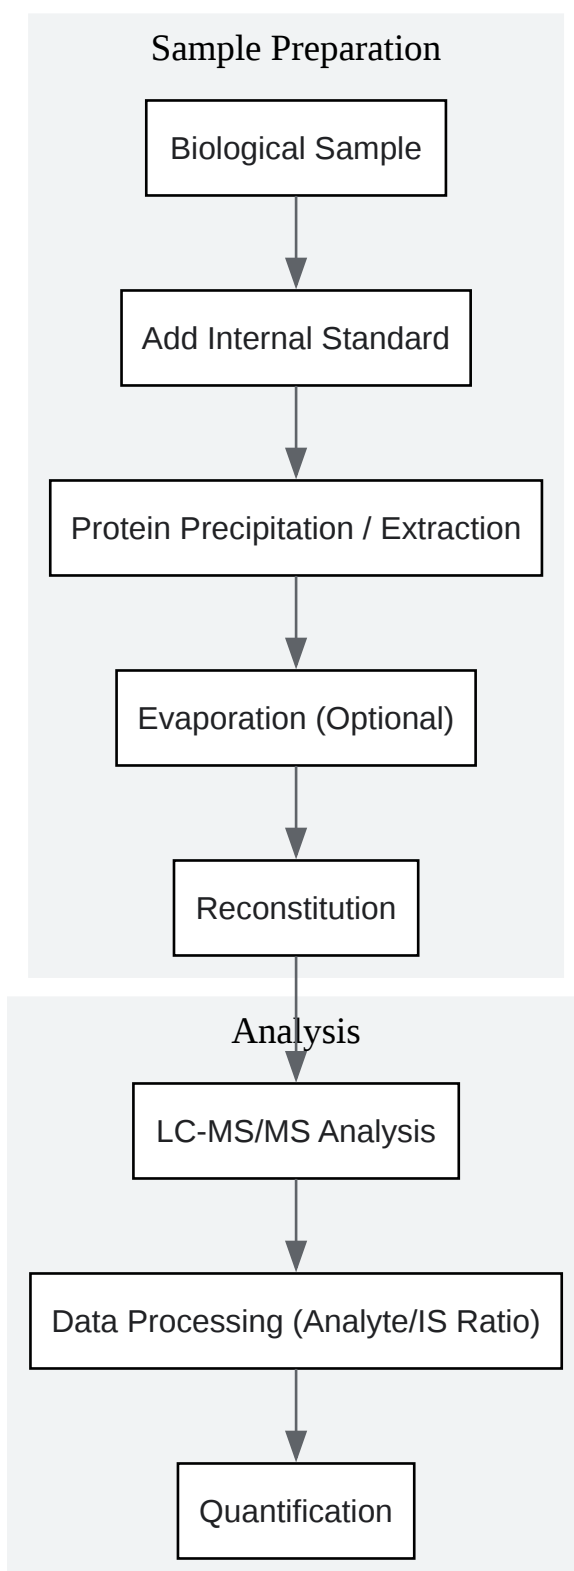 Sample Preparation
Biological Sample
Add Internal Standard
Protein Precipitation / Extraction
Evaporation (Optional)
Reconstitution
Analysis
LC-MS/MS Analysis
Data Processing (Analyte/IS Ratio)
Quantification